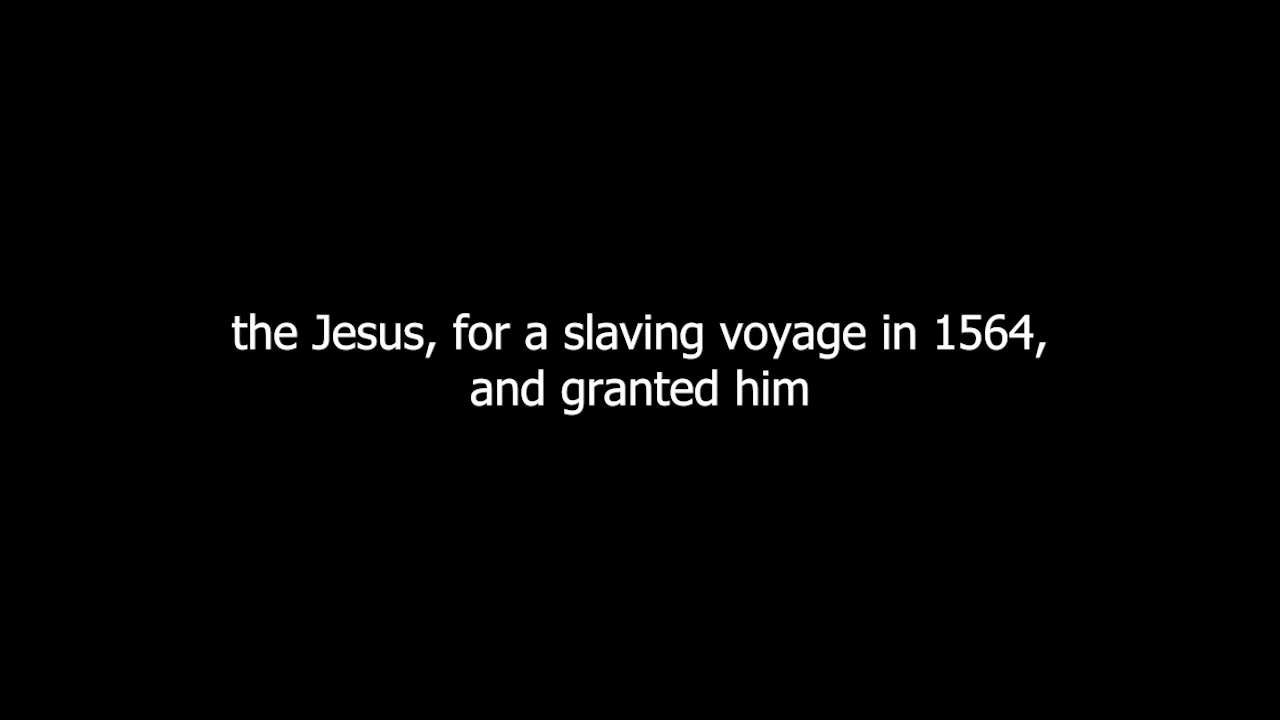 the Jesus, for a slaving voyage in 1564,
and granted him